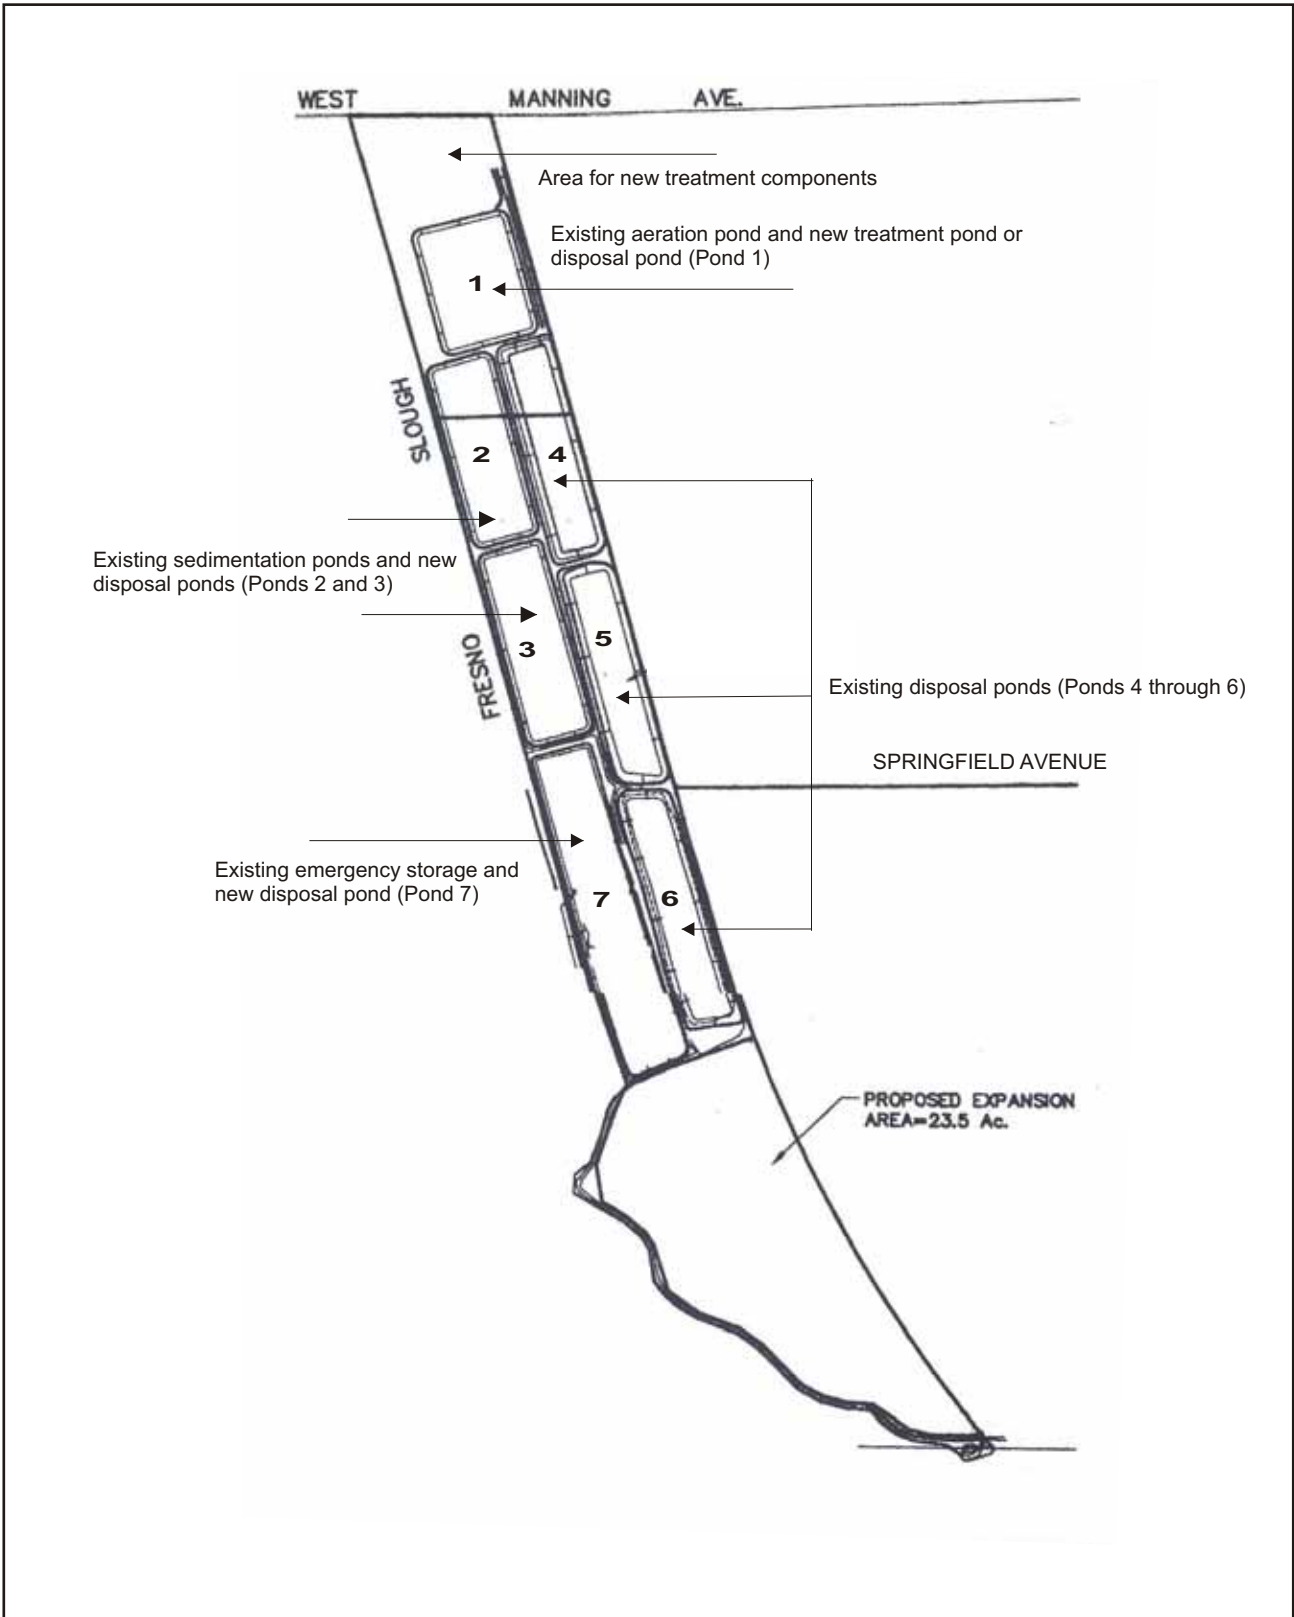 WEST MANNING AVE.
Area for new treatment components
Existing aeration pond and new treatment pond or
disposal pond (Pond 1)
1
SLOUGH
2
4
Existing sedimentation ponds and new
disposal ponds (Ponds 2 and 3)
3
5
FRESNO
Existing disposal ponds (Ponds 4 through 6)
SPRINGFIELD AVENUE
Existing emergency storage and
new disposal pond (Pond 7)
7
6
PROPOSED EXPANSION
AREA=23.5 Ac.